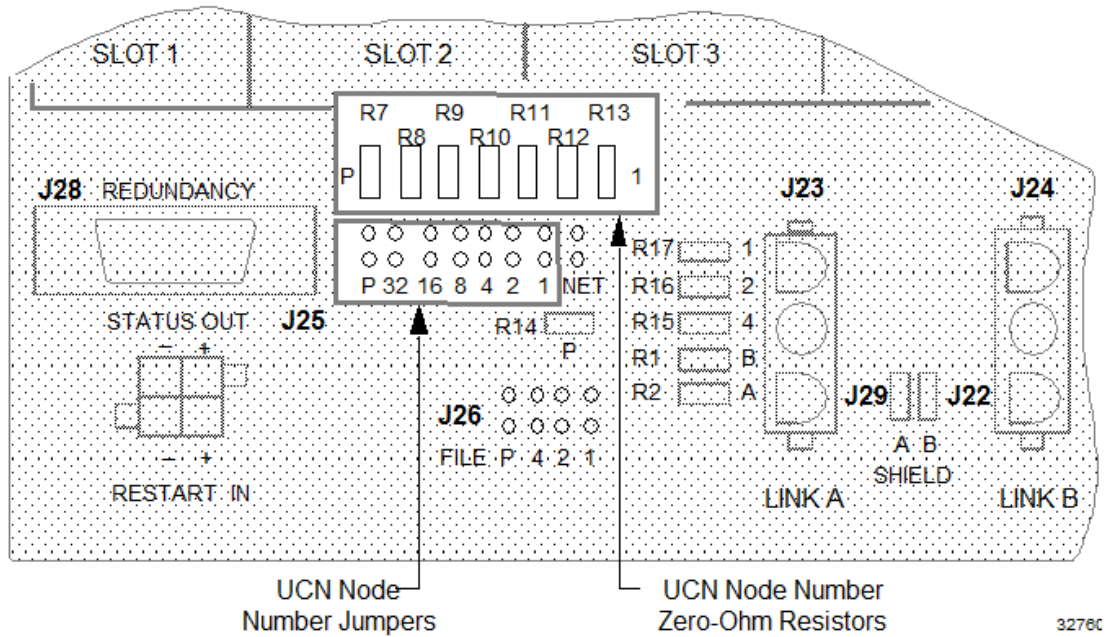 SLOT 1 SLOT 2 SLOT 3
R7 R9 R11 R13
R8 R10 R12
P 1
J28 REDUNDANCY J23 J24
R17 1
R16 2
P 32 16 8 4 2 1 NET
STATUS OUT J25 R14 R15 4
P
– +
R1 B
R2 A J29 J22
J26
A B
SHIELD
– + FILE P 4 2 1
RESTART IN LINK A LINK B
UCN Node
Number Jumpers
UCN Node Number
Zero-Ohm Resistors
32760